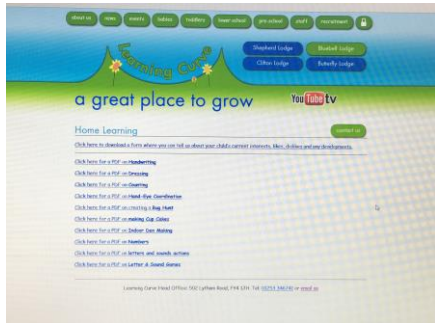 about us news events babies toddlers lower school pre school staff recruitment
Shepherd Lodge Bluebell Lodge
Clifton Lodge Butterfly Lodge
Learning Curve
a great place to grow
YouTube tv
Home Learning
contact us
Click here to download a form where you can tell us about your child's current interests, likes, dislikes and any developments.
Click here for a PDF on Handwriting
Click here for a PDF on Dressing
Click here for a PDF on Counting
Click here for a PDF on Hand-Eye Coordination
Click here for a PDF on creating a Bug Hunt
Click here for a PDF on making Cup Cakes
Click here for a PDF on Indoor Den Making
Click here for a PDF on Numbers
Click here for a PDF on letters and sounds actions
Click here for a PDF on Letter & Sound Games
Learning Curve Head Office: Lytham Road, Tel: or email us